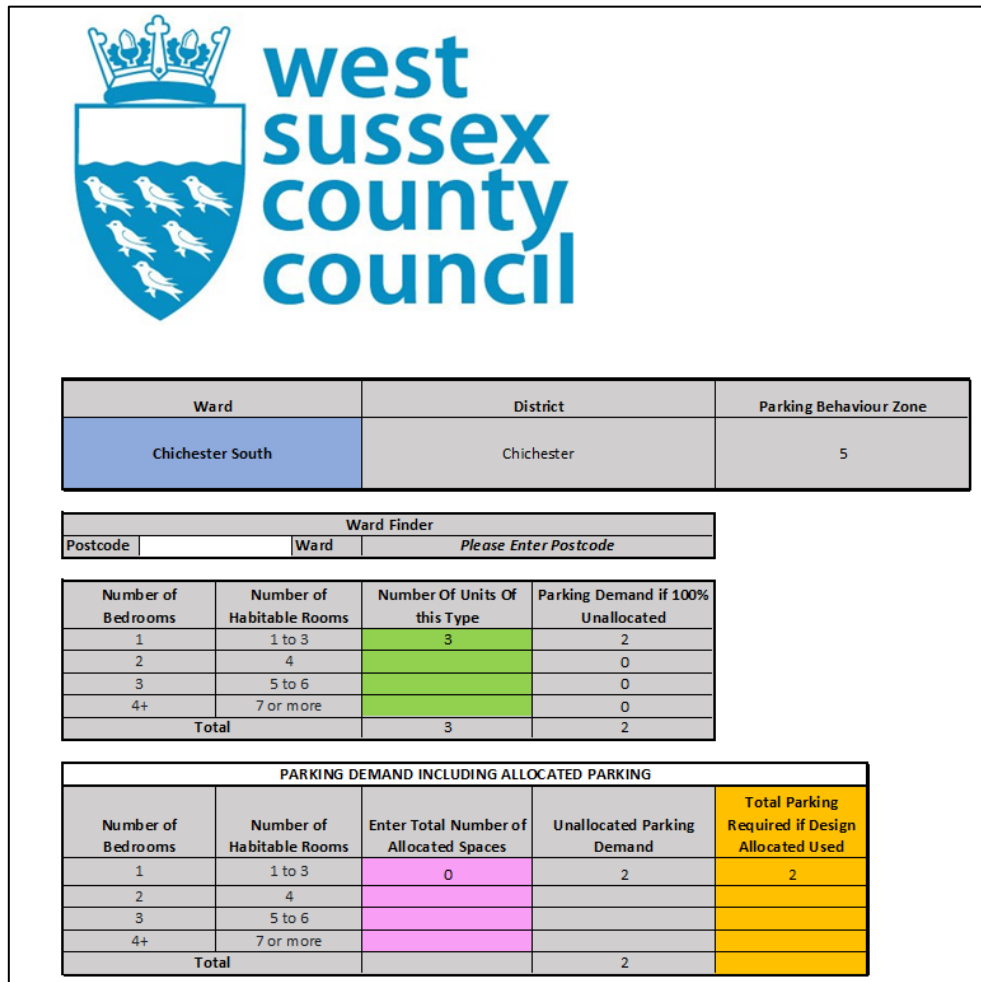 west
sussex
county
council
Ward District Parking Behaviour Zone
Chichester South Chichester 5
Ward Finder
Postcode Ward Please Enter Postcode
Number of Number of Number Of Units Of Parking Demand if 100%
Bedrooms Habitable Rooms this Type Unallocated
1 1 to 3 3 2
2 4 0
3 5 to 6 0
4+ 7 or more 0
Total 3 2
PARKING DEMAND INCLUDING ALLOCATED PARKING
Total Parking
Number of Number of Enter Total Number of Unallocated Parking Required if Design
Bedrooms Habitable Rooms Allocated Spaces Demand Allocated Used
1 1 to 3 0 2 2
2 4
3 5 to 6
4+ 7 or more
Total 2